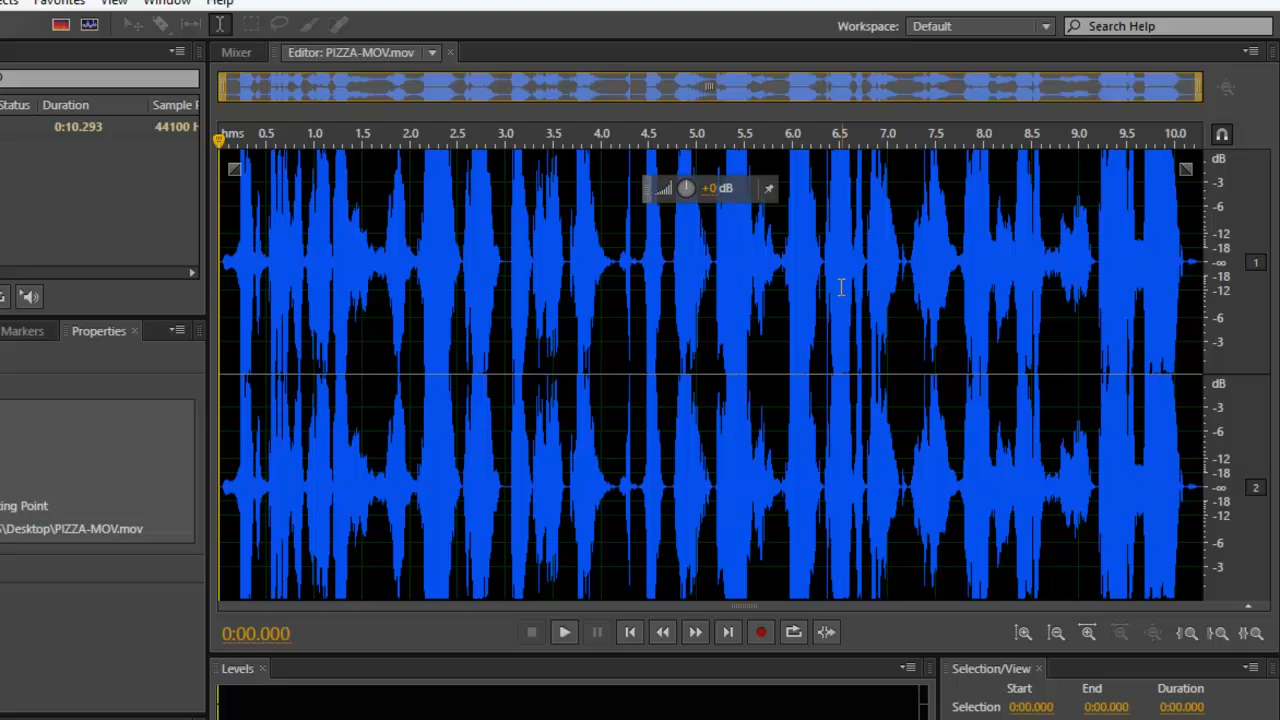 Favorites View Window Help
Workspace: Default Search Help
Mixer Editor: PIZZA-MOV.mov
Status Duration Sample
0:10.293 44100 H
hms 0.5 1.0 1.5 2.0 2.5 3.0 3.5 4.0 4.5 5.0 5.5 6.0 6.5 7.0 7.5 8.0 8.5 9.0 9.5 10.0
dB
-3
+0 dB
-6
-12
-18
-∞
1
-18
-12
-6
-3
dB
-3
-6
-12
-18
-∞
2
-18
-12
-6
-3
Markers Properties
ting Point
\Desktop\PIZZA-MOV.mov
0:00.000
Levels
Selection/View
Start End Duration
Selection 0:00.000 0:00.000 0:00.000